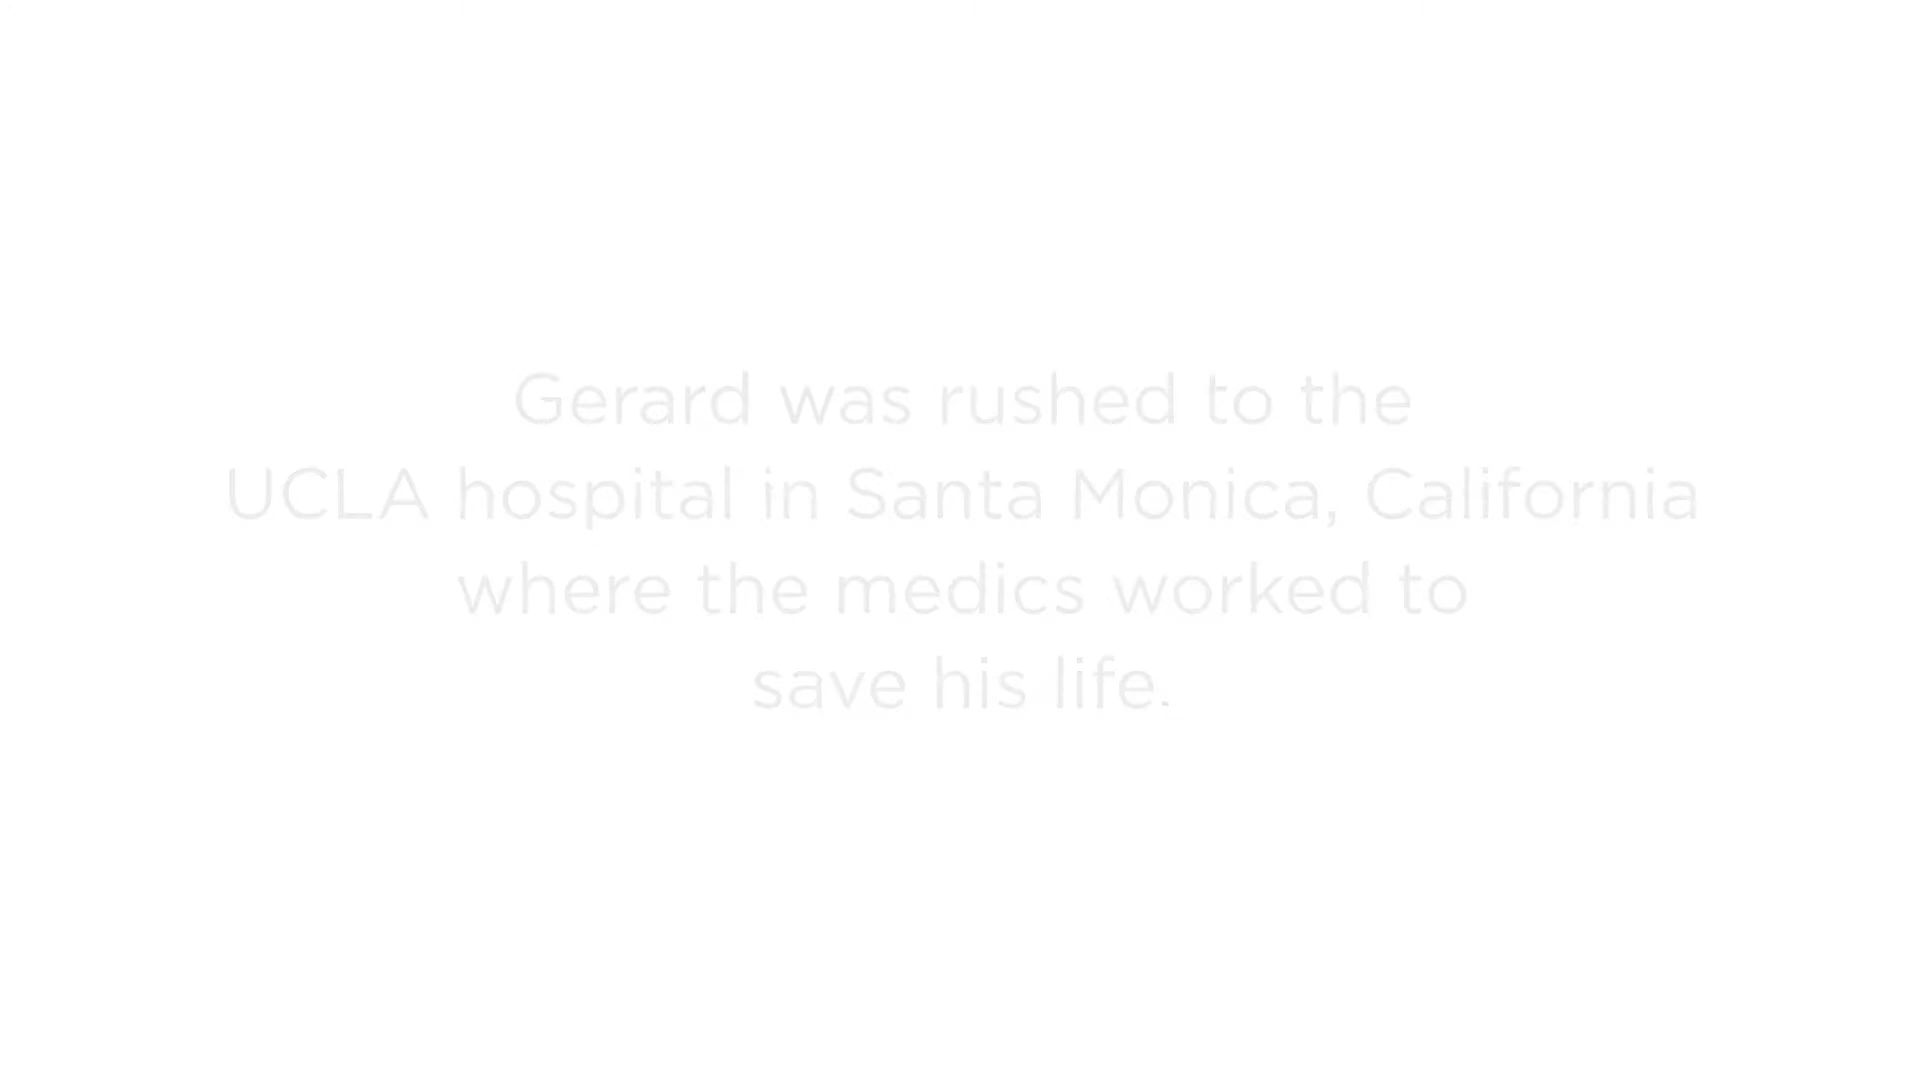 Gerard was rushed to the
UCLA hospital in Santa Monica, California
where the medics worked to
save his life.